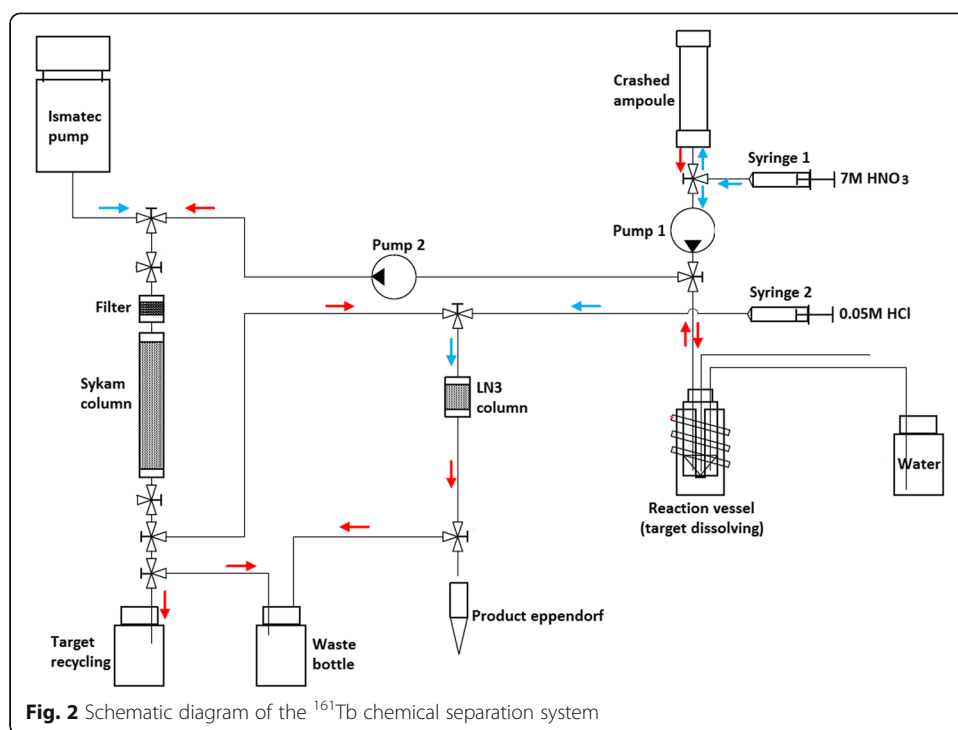 Ismatec
pump
Crashed
ampoule
Syringe 1
7M HNO3
Pump 1
Pump 2
Filter
Syringe 2
0.05M HCl
Sykam
column
LN3
column
Water
Reaction vessel
(target dissolving)
Target
recycling
Waste
bottle
Product eppendorf
Fig. 2 Schematic diagram of the 161Tb chemical separation system